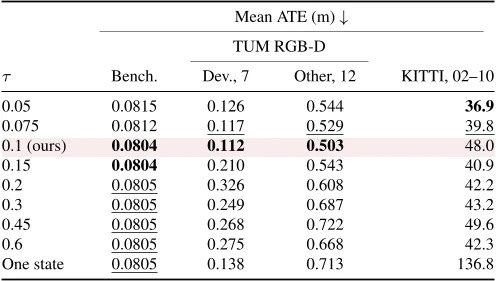 Mean ATE (m) ↓
TUM RGB-D
τ Bench. Dev., 7 Other, 12 KITTI, 02–10
0.05 0.0815 0.126 0.544 36.9
0.075 0.0812 0.117 0.529 39.8
0.1 (ours) 0.0804 0.112 0.503 48.0
0.15 0.0804 0.210 0.543 40.9
0.2 0.0805 0.326 0.608 42.2
0.3 0.0805 0.249 0.687 43.2
0.45 0.0805 0.268 0.722 49.6
0.6 0.0805 0.275 0.668 42.3
One state 0.0805 0.138 0.713 136.8